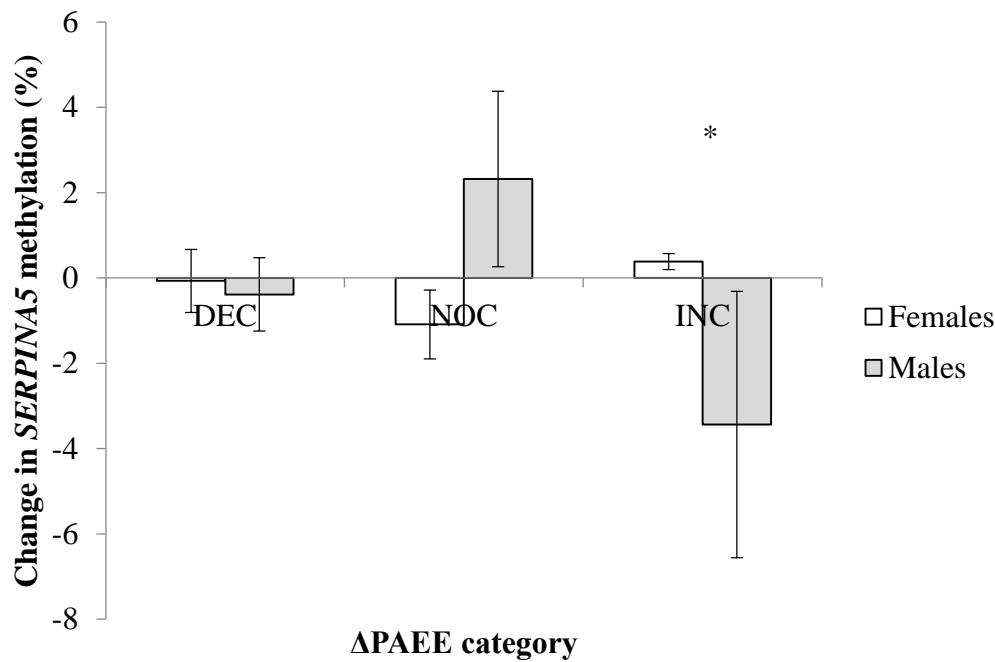 Change in SERPINA5 methylation (%)
6
4
2
0
-2
-4
-6
-8
*
DEC NOC INC
ΔPAEE category
Females
Males